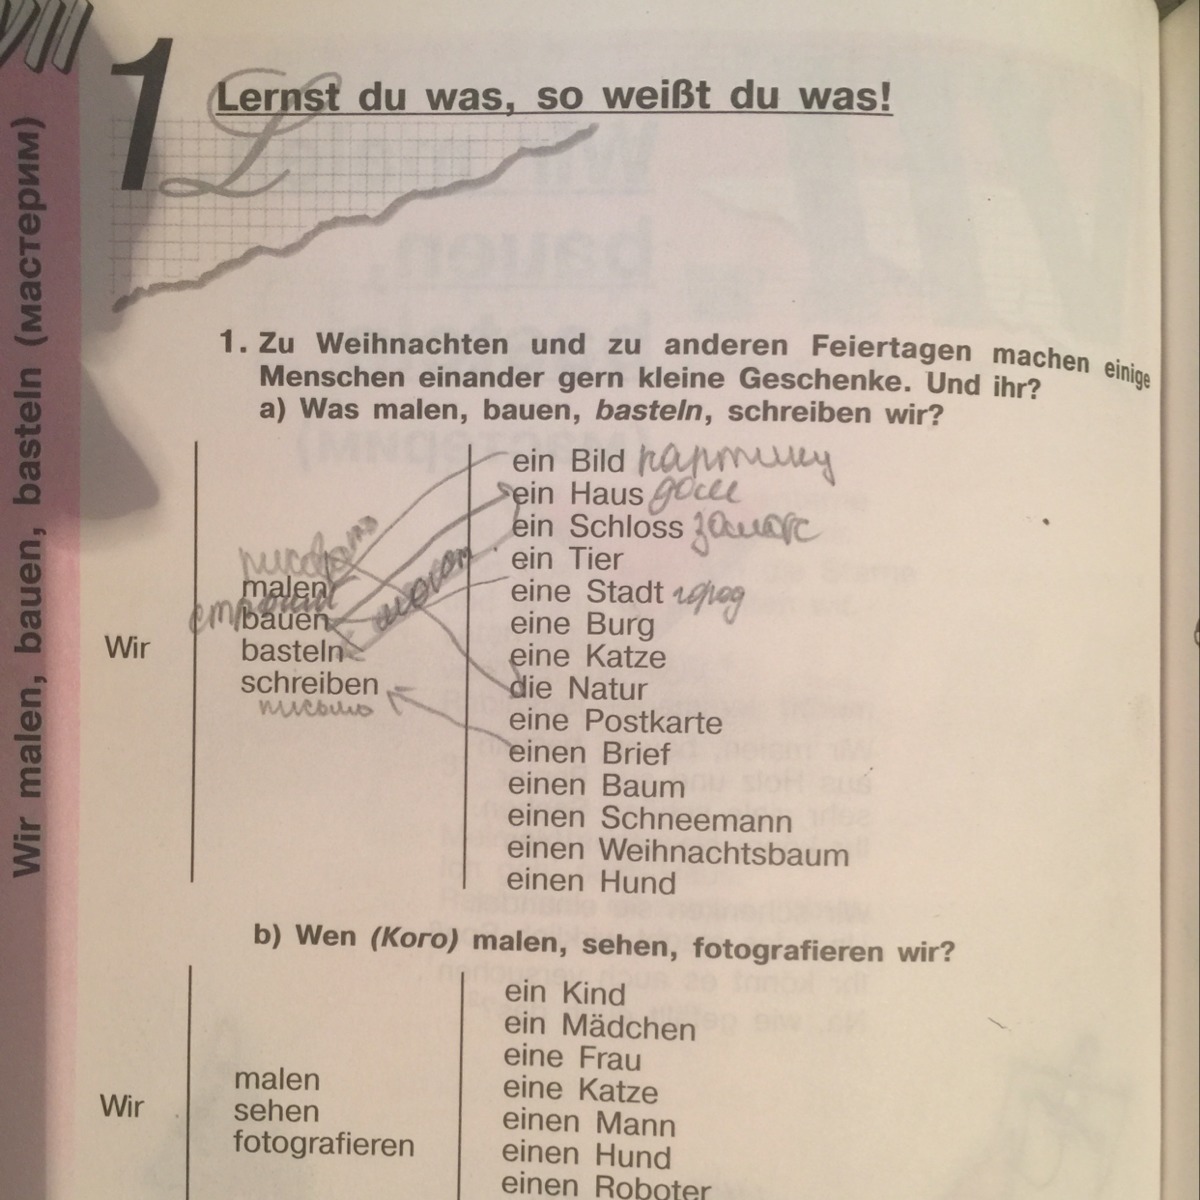 Wir malen, bauen, basteln (мастерим)
1
L
Lernst du was, so weißt du was!
1. Zu Weihnachten und zu anderen Feiertagen machen einige
Menschen einander gern kleine Geschenke. Und ihr?
a) Was malen, bauen, basteln, schreiben wir?
Wir
рисовать
malen
строить
bauen
basteln
schreiben
письмо
ein Bild картину
ein Haus дом
ein Schloss замок
ein Tier
eine Stadt город
eine Burg
eine Katze
die Natur
eine Postkarte
einen Brief
einen Baum
einen Schneemann
einen Weihnachtsbaum
einen Hund
b) Wen (Кого) malen, sehen, fotografieren wir?
Wir
malen
sehen
fotografieren
ein Kind
ein Mädchen
eine Frau
eine Katze
einen Mann
einen Hund
einen Roboter